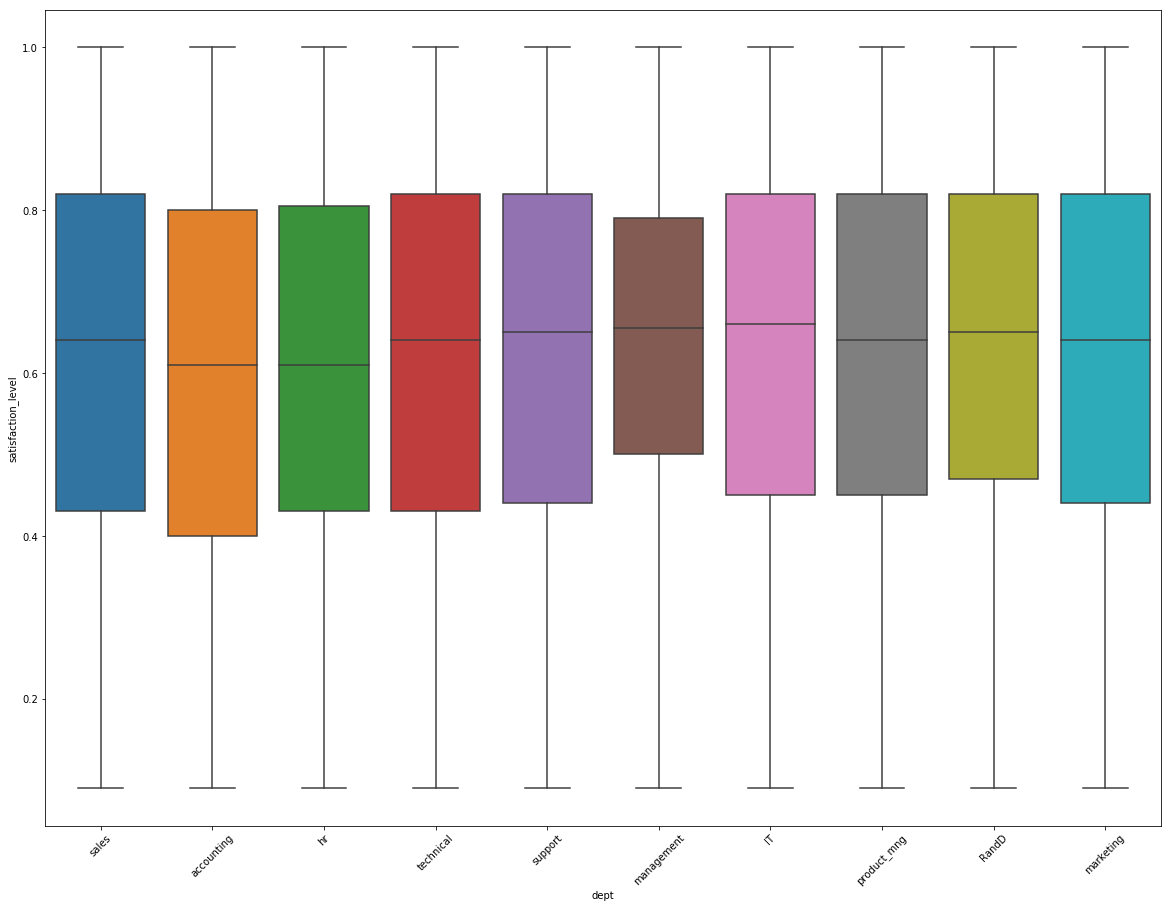 1.0
0.8
0.6
0.4
0.2
satisfaction_level
sales
accounting
hr
technical
support
management
IT
product_mng
RandD
marketing
dept